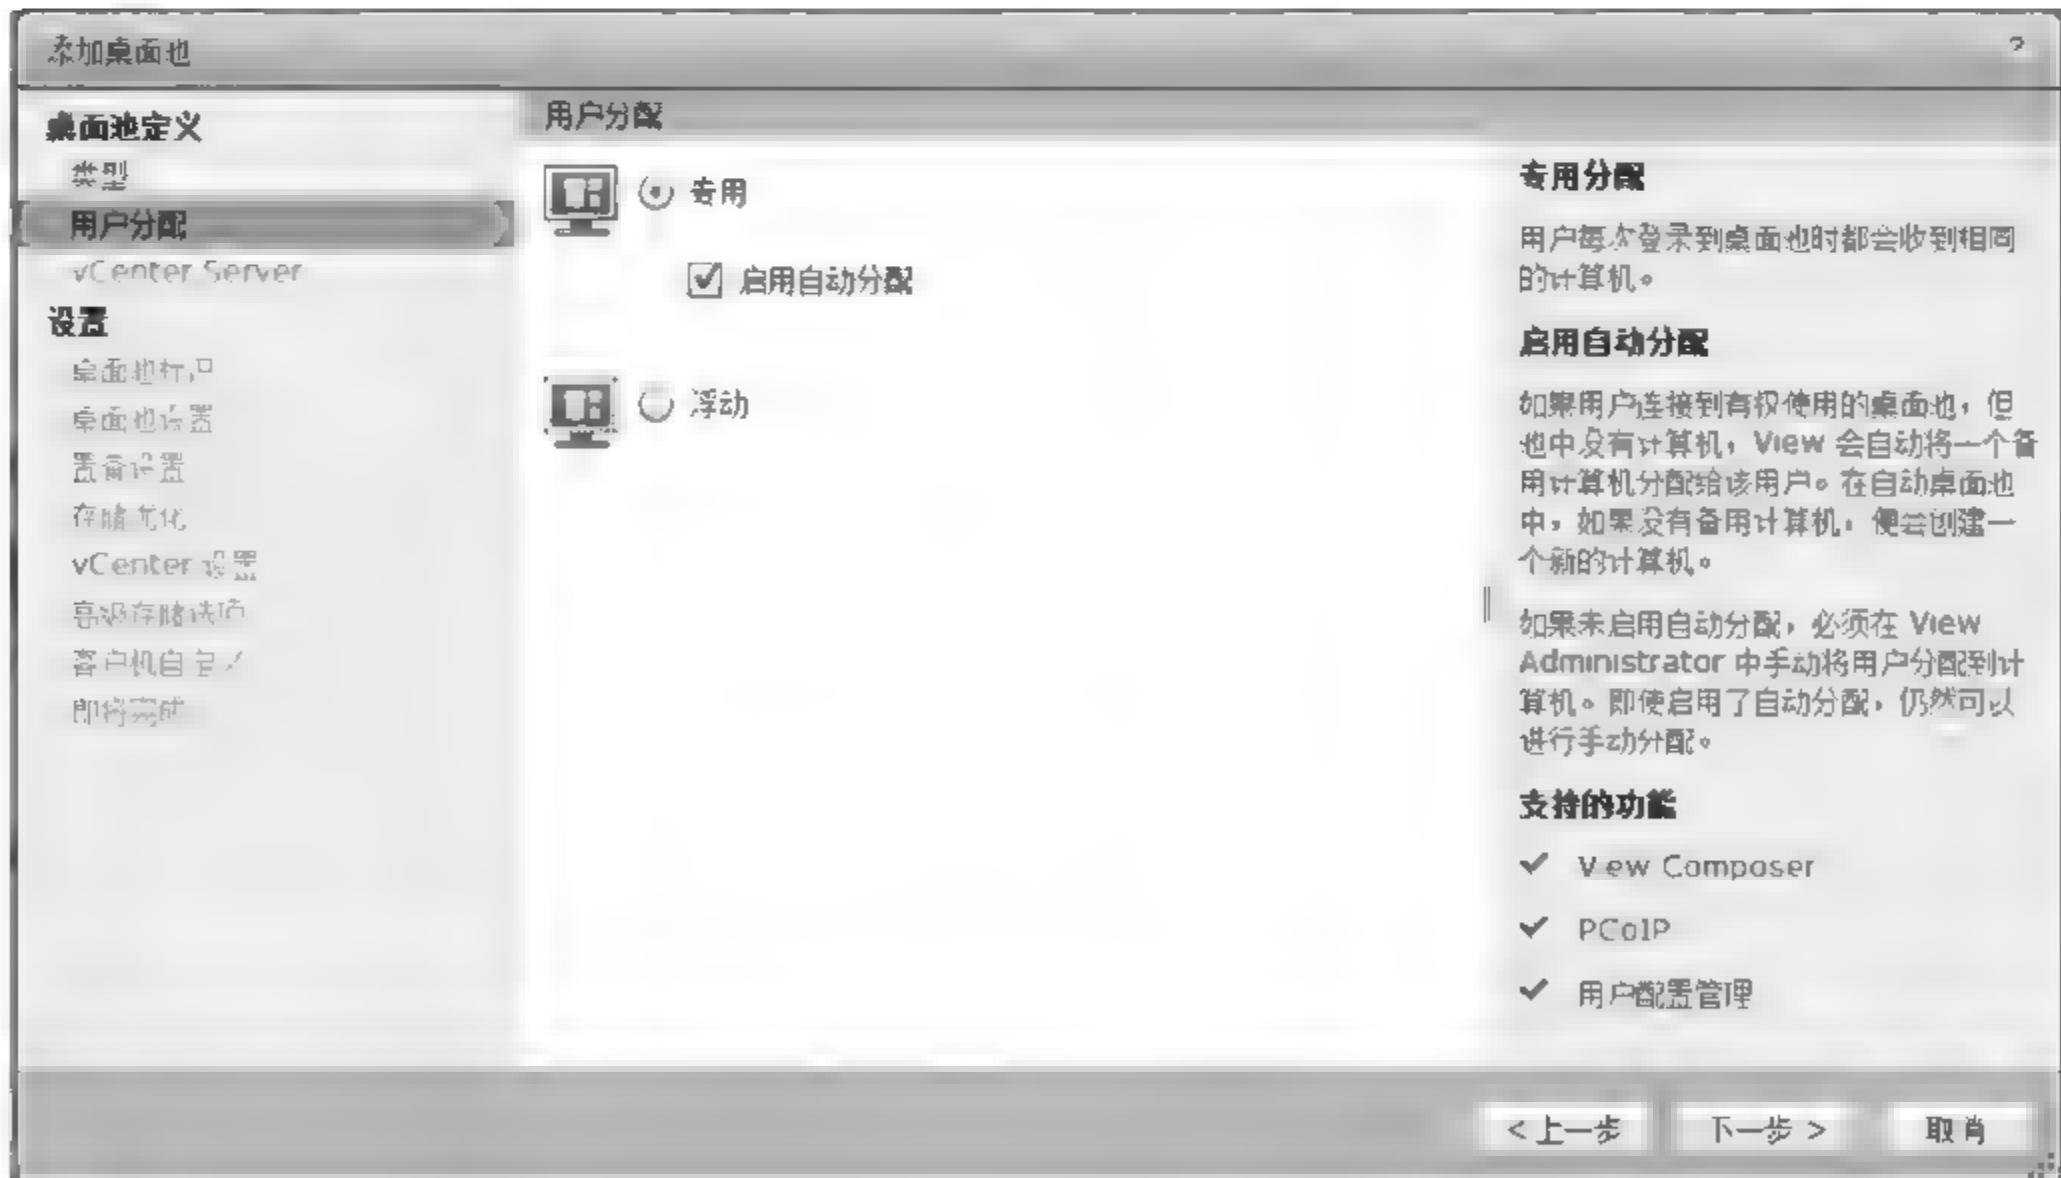 添加桌面池
?
桌面池定义
类型
用户分配
vCenter Server
设置
桌面池标识
桌面池设置
置备设置
存储优化
vCenter 设置
高级存储选项
客户机自定义
即将完成
用户分配
专用
启用自动分配
浮动
专用分配
用户每次登录到桌面池时都会收到相同
的计算机。
启用自动分配
如果用户连接到有权使用的桌面池，但
池中没有计算机，View 会自动将一个备
用计算机分配给该用户。在自动桌面池
中，如果没有备用计算机，便会创建一
个新的计算机。
如果未启用自动分配，必须在 View
Administrator 中手动将用户分配到计
算机。即使启用了自动分配，仍然可以
进行手动分配。
支持的功能
View Composer
PCoIP
用户配置管理
< 上一步
下一步 >
取消